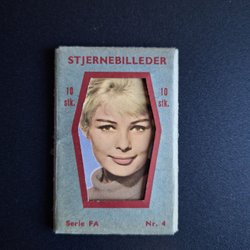 STJERNEBILLEDER
10 stk.
10 stk.
Serie FA Nr. 4